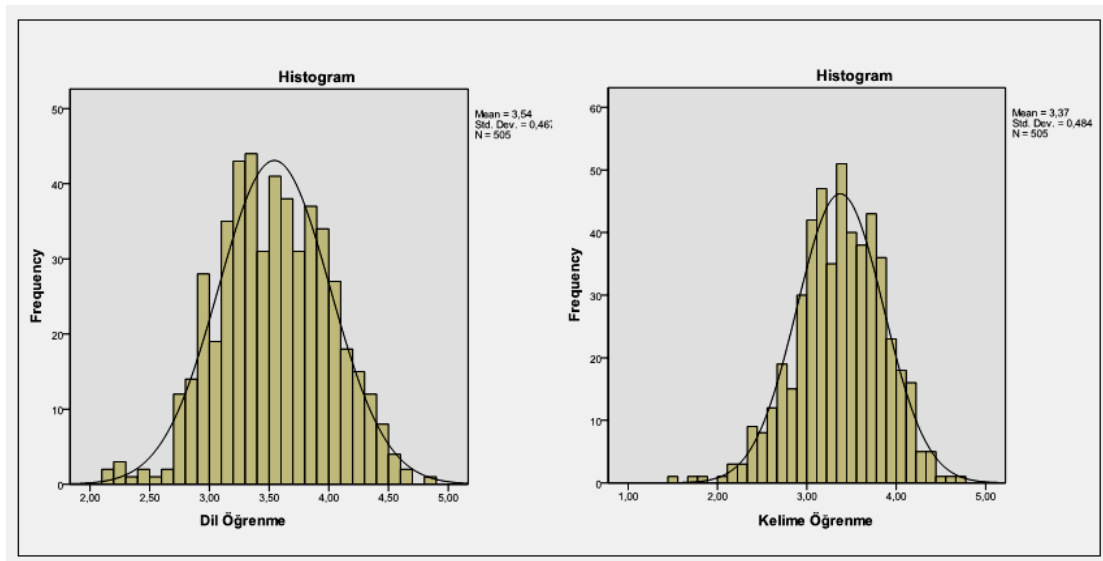 Histogram
Mean = 3,54
Std. Dev. = 0,467
N = 505
50
40
30
20
10
0
Frequency
2,00 2,50 3,00 3,50 4,00 4,50 5,00
Dil Öğrenme
Histogram
Mean = 3,37
Std. Dev. = 0,484
N = 505
60
50
40
30
20
10
0
Frequency
1,00 2,00 3,00 4,00 5,00
Kelime Öğrenme